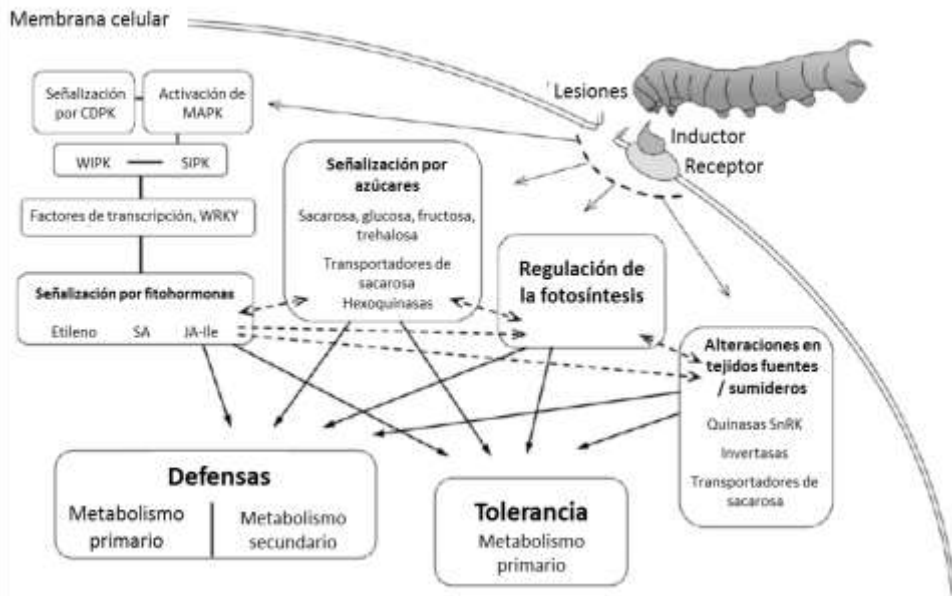 Membrana celular
Señalización
por CDPK
Activación de
MAPK
WIPK
SIPK
Factores de transcripción, WRKY
Señalización por fitohormonas
Etileno
SA
JA-Ile
Señalización por
azúcares
Sacarosa, glucosa, fructosa,
trehalosa
Transportadores de
sacarosa
Hexoquinasas
Lesiones
Inductor
Receptor
Regulación de
la fotosíntesis
Alteraciones en
tejidos fuentes
/ sumideros
Quinasas SnRK
Invertasas
Transportadores de
sacarosa
Defensas
Metabolismo
primario
Metabolismo
secundario
Tolerancia
Metabolismo
primario